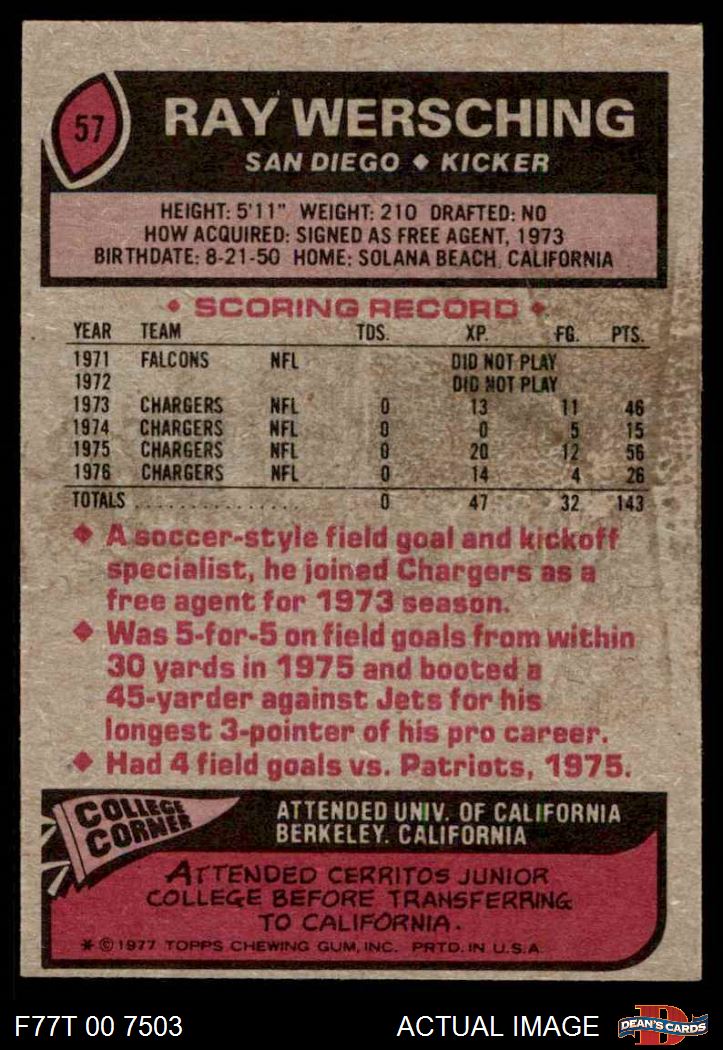 57
RAY WERSCHING
SAN DIEGO ♦ KICKER
HEIGHT: 5'11" WEIGHT: 210 DRAFTED: NO
HOW ACQUIRED: SIGNED AS FREE AGENT, 1973
BIRTHDATE: 8-21-50 HOME: SOLANA BEACH, CALIFORNIA
♦ SCORING RECORD ♦
YEAR TEAM TDS. XP. FG. PTS.
1971 FALCONS NFL DID NOT PLAY
1972 DID NOT PLAY
1973 CHARGERS NFL 0 13 11 46
1974 CHARGERS NFL 0 0 5 15
1975 CHARGERS NFL 0 20 12 56
1976 CHARGERS NFL 0 14 4 26
TOTALS ................ 0 47 32 143
♦ A soccer-style field goal and kickoff
specialist, he joined Chargers as a
free agent for 1973 season.
♦ Was 5-for-5 on field goals from within
30 yards in 1975 and booted a
45-yarder against Jets for his
longest 3-pointer of his pro career.
♦ Had 4 field goals vs. Patriots, 1975.
COLLEGE
CORNER
ATTENDED UNIV. OF CALIFORNIA
BERKELEY, CALIFORNIA
ATTENDED CERRITOS JUNIOR
COLLEGE BEFORE TRANSFERRING
TO CALIFORNIA.
* © 1977 TOPPS CHEWING GUM, INC. PRTD. IN U.S.A.
F77T 00 7503 ACTUAL IMAGE
D
DEAN'S CARDS